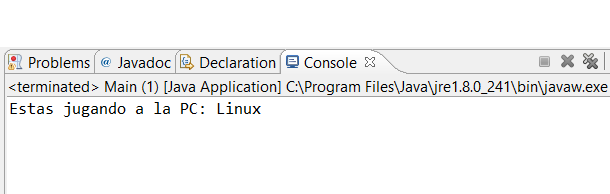 Problems @ Javadoc Declaration Console
<terminated> Main (1) [Java Application] C:\Program Files\Java\jre1.8.0_241\bin\javaw.exe
Estas jugando a la PC: Linux